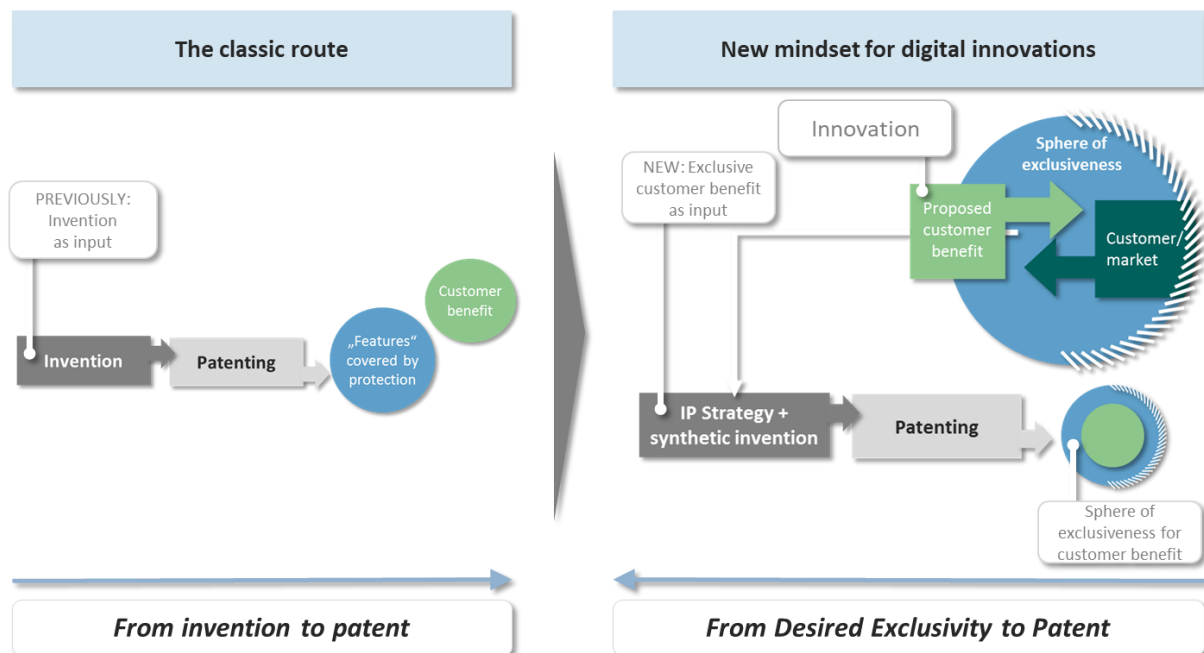 The classic route
PREVIOUSLY:
Invention
as input
Invention
Patenting
„Features“
covered by
protection
Customer
benefit
From invention to patent
New mindset for digital innovations
Innovation
NEW: Exclusive
customer benefit
as input
Sphere of
exclusiveness
Proposed
customer
benefit
Customer/
market
IP Strategy +
synthetic invention
Patenting
Sphere of
exclusiveness for
customer benefit
From Desired Exclusivity to Patent